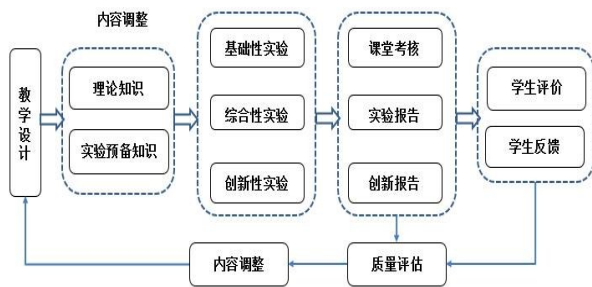 内容调整
教学设计
理论知识
实验预备知识
基础性实验
综合性实验
创新性实验
课堂考核
实验报告
创新报告
学生评价
学生反馈
内容调整
质量评估